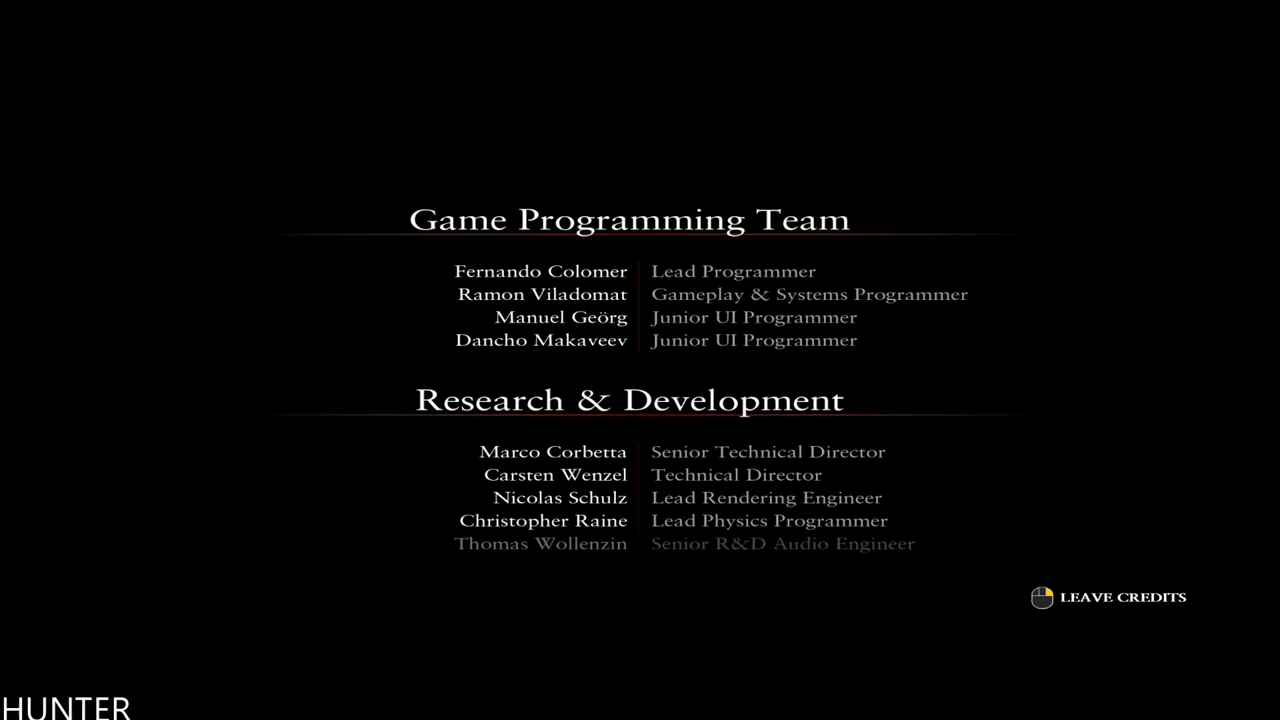 Game Programming Team
Fernando Colomer Lead Programmer
Ramon Viladomat Gameplay & Systems Programmer
Manuel Geörg Junior UI Programmer
Dancho Makaveev Junior UI Programmer
Research & Development
Marco Corbetta Senior Technical Director
Carsten Wenzel Technical Director
Nicolas Schulz Lead Rendering Engineer
Christopher Raine Lead Physics Programmer
Thomas Wollenzin Senior R&D Audio Engineer
LEAVE CREDITS
HUNTER